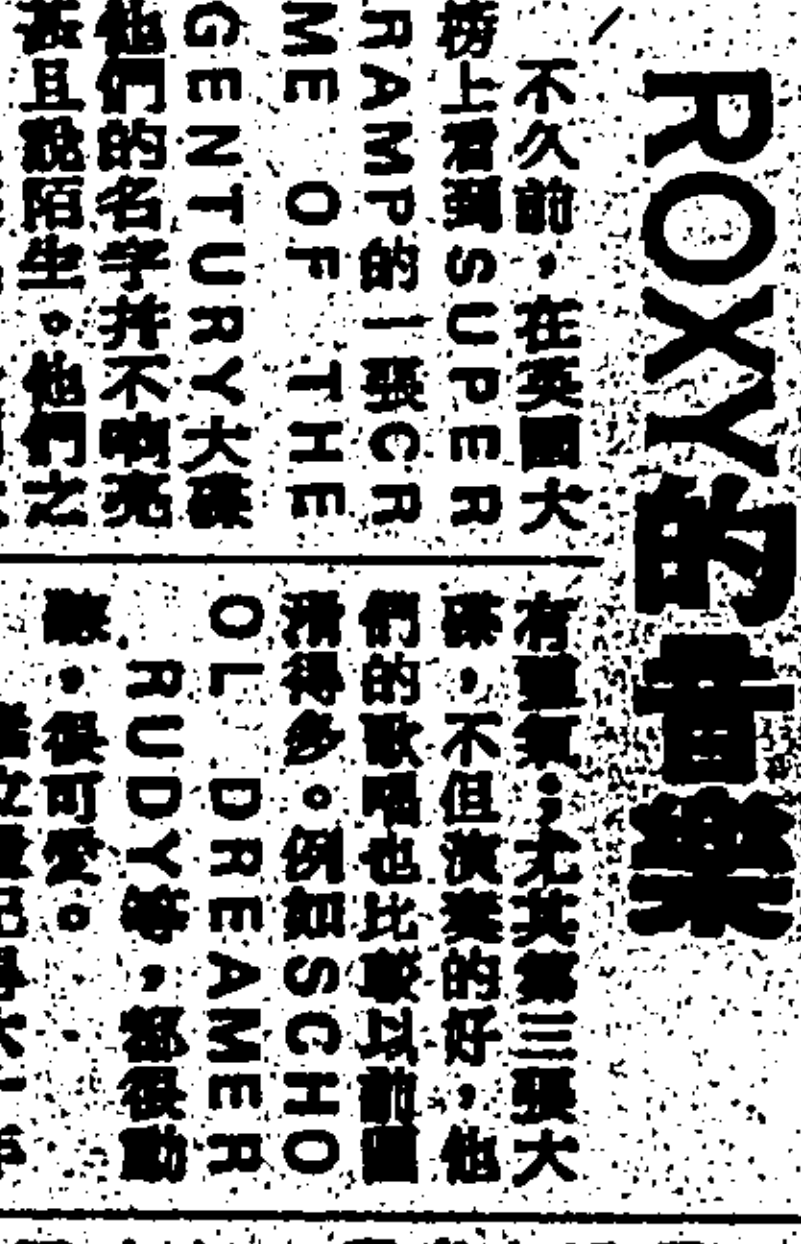 ROXY的音樂
不久前，在英國大
榜上看到SUPER
RAMP的一張CR
ME OF THE
GENTURY大碟
他們的名字并不响亮
甚且說陌生。他們之
有靈氣；尤其第三張大
碟，不但演奏的好，他
們的歌唱也比較以前圓
滑得多。例如SCHO
OL DREAMER
RUDY等，都很動
聽，很可愛。